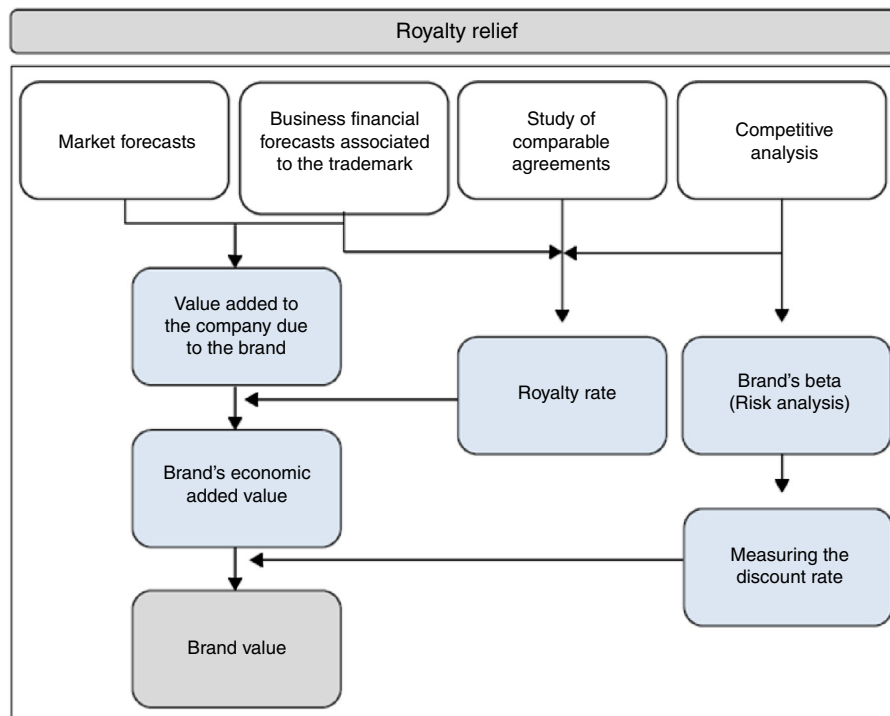 Royalty relief
Market forecasts
Business financial
forecasts associated
to the trademark
Study of
comparable
agreements
Competitive
analysis
Value added to
the company due
to the brand
Royalty rate
Brand’s beta
(Risk analysis)
Brand’s economic
added value
Measuring the
discount rate
Brand value